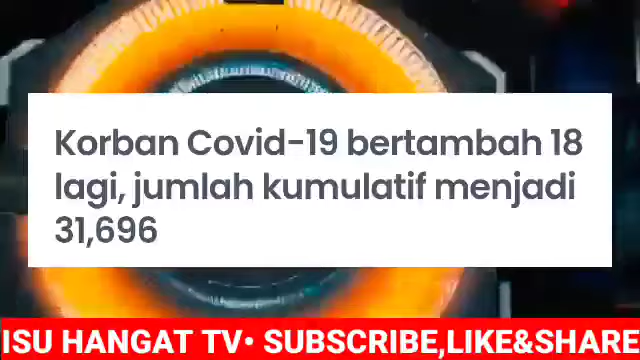 Korban Covid-19 bertambah 18
lagi, jumlah kumulatif menjadi
31,696
ISU HANGAT TV• SUBSCRIBE,LIKE&SHARE